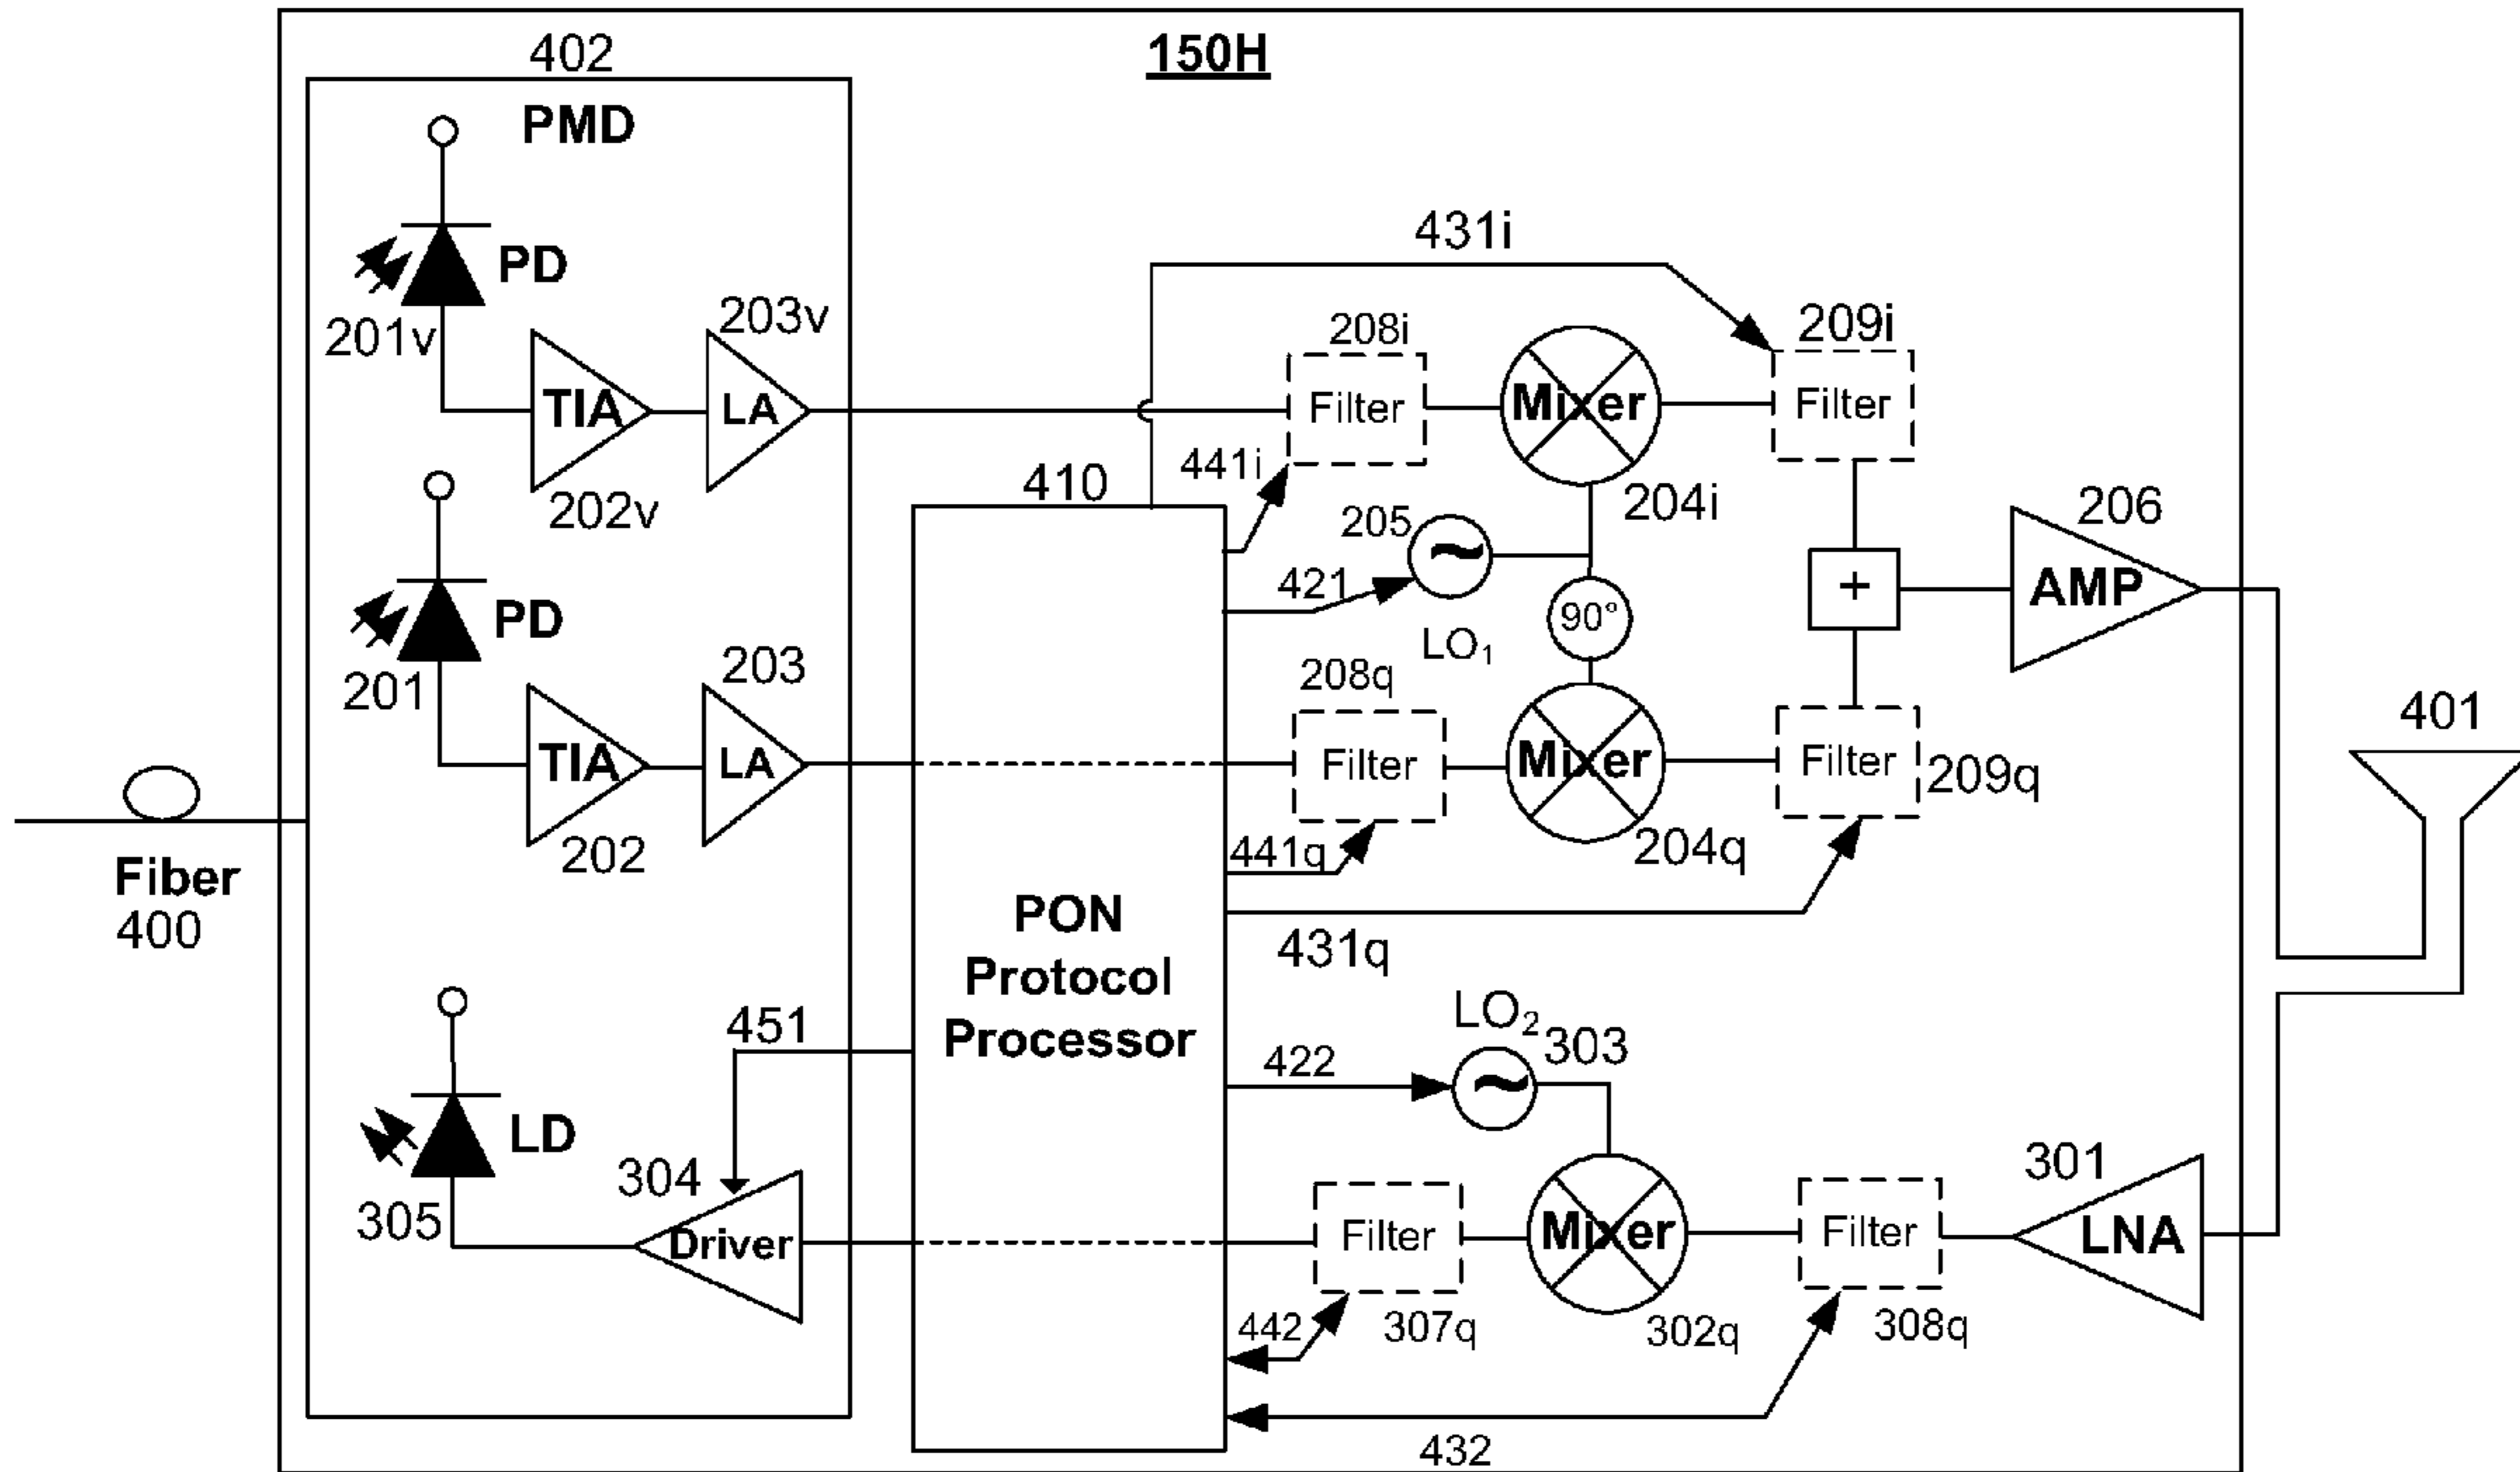 150H
402
PMD
PD
201v
TIA
202v
203v
LA
431i
208i
Filter
441i
Mixer
204i
209i
Filter
410
205
421
LO1
90°
+
206
AMP
PD
201
TIA
202
203
LA
208q
Filter
441q
Mixer
204q
Filter
209q
431q
401
Fiber
400
PON
Protocol
Processor
451
LO2
303
422
LD
305
304
Driver
Filter
307q
442
Mixer
302q
Filter
308q
301
LNA
432